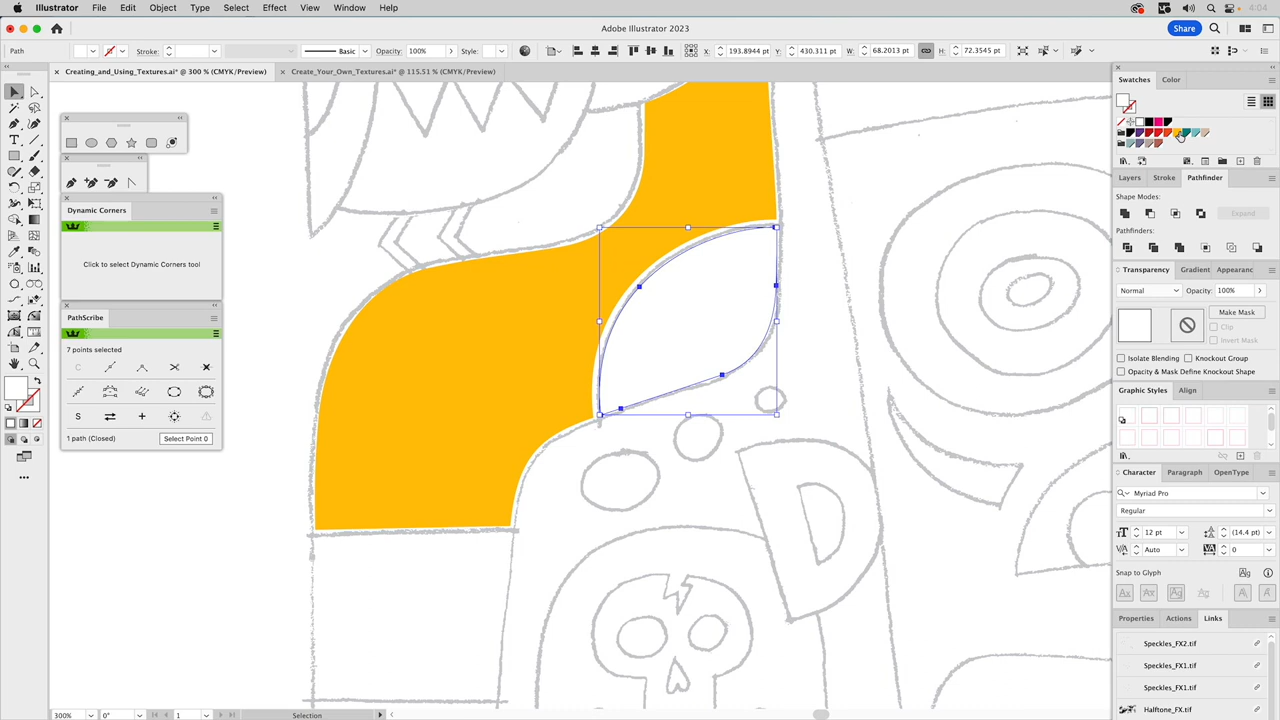 Illustrator File Edit Object Type Select Effect View Window Help 4:04
Adobe Illustrator 2023
Share
Path Stroke: Basic Opacity: 100% Style: X: 193.8944 pt Y: 430.311 pt W: 68.2013 pt H: 72.3545 pt
× Creating_and_Using_Textures.ai* @ 300 % (CMYK/Preview) × Create_Your_Own_Textures.ai* @ 115.51 % (CMYK/Preview)
Swatches Color
Dynamic Corners
Click to select Dynamic Corners tool
PathScribe
7 points selected
1 path (Closed) Select Point 0
Layers Stroke Pathfinder
Shape Modes:
Expand
Pathfinders:
Transparency Gradient Appearanc
Normal Opacity: 100%
Make Mask
Clip
Invert Mask
Isolate Blending Knockout Group
Opacity & Mask Define Knockout Shape
Graphic Styles Align
Character Paragraph OpenType
Myriad Pro
Regular
12 pt (14.4 pt)
Auto 0
Snap to Glyph
Properties Actions Links
Speckles_FX2.tif
Speckles_FX1.tif
Speckles_FX1.tif
Halftone_FX.tif
D
300% 0° 1 Selection